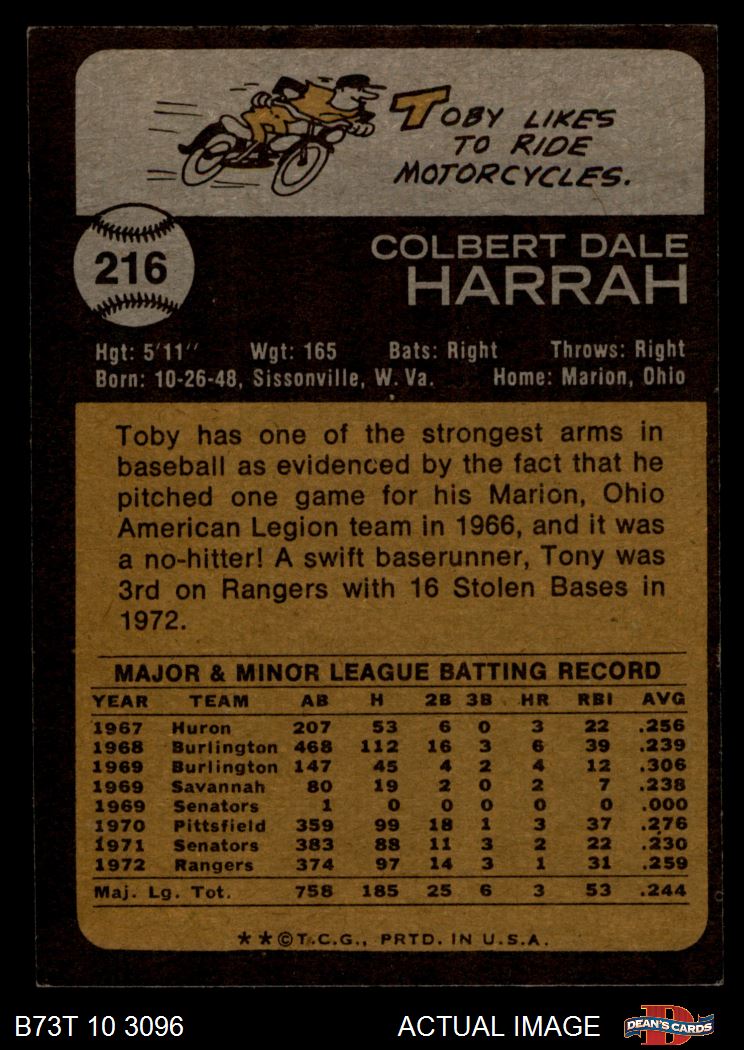 TOBY LIKES
TO RIDE
MOTORCYCLES.
216
COLBERT DALE
HARRAH
Hgt: 5'11" Wgt: 165 Bats: Right Throws: Right
Born: 10-26-48, Sissonville, W. Va. Home: Marion, Ohio
Toby has one of the strongest arms in
baseball as evidenced by the fact that he
pitched one game for his Marion, Ohio
American Legion team in 1966, and it was
a no-hitter! A swift baserunner, Tony was
3rd on Rangers with 16 Stolen Bases in
1972.
MAJOR & MINOR LEAGUE BATTING RECORD
YEAR TEAM AB H 2B 3B HR RBI AVG
1967 Huron 207 53 6 0 3 22 .256
1968 Burlington 468 112 16 3 6 39 .239
1969 Burlington 147 45 4 2 4 12 .306
1969 Savannah 80 19 2 0 2 7 .238
1969 Senators 1 0 0 0 0 0 .000
1970 Pittsfield 359 99 18 1 3 37 .276
1971 Senators 383 88 11 3 2 22 .230
1972 Rangers 374 97 14 3 1 31 .259
Maj. Lg. Tot. 758 185 25 6 3 53 .244
**©T.C.G., PRTD. IN U.S.A.
B73T 10 3096 ACTUAL IMAGE DEAN'S CARDS